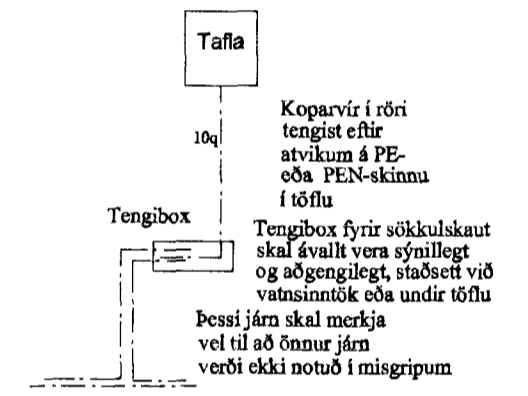 Tafla
10q
Koparvír í röri
tengist eftir
atvikum á PE-
eða PEN-skinnu
í töflu
Tengibox
Tengibox fyrir sökkulskaut
skal ávallt vera sýnillegt
og aðgengilegt, staðsett við
vatnsinntök eða undir töflu
Þessi járn skal merkja
vel til að önnur járn
verði ekki notuð í misgripum